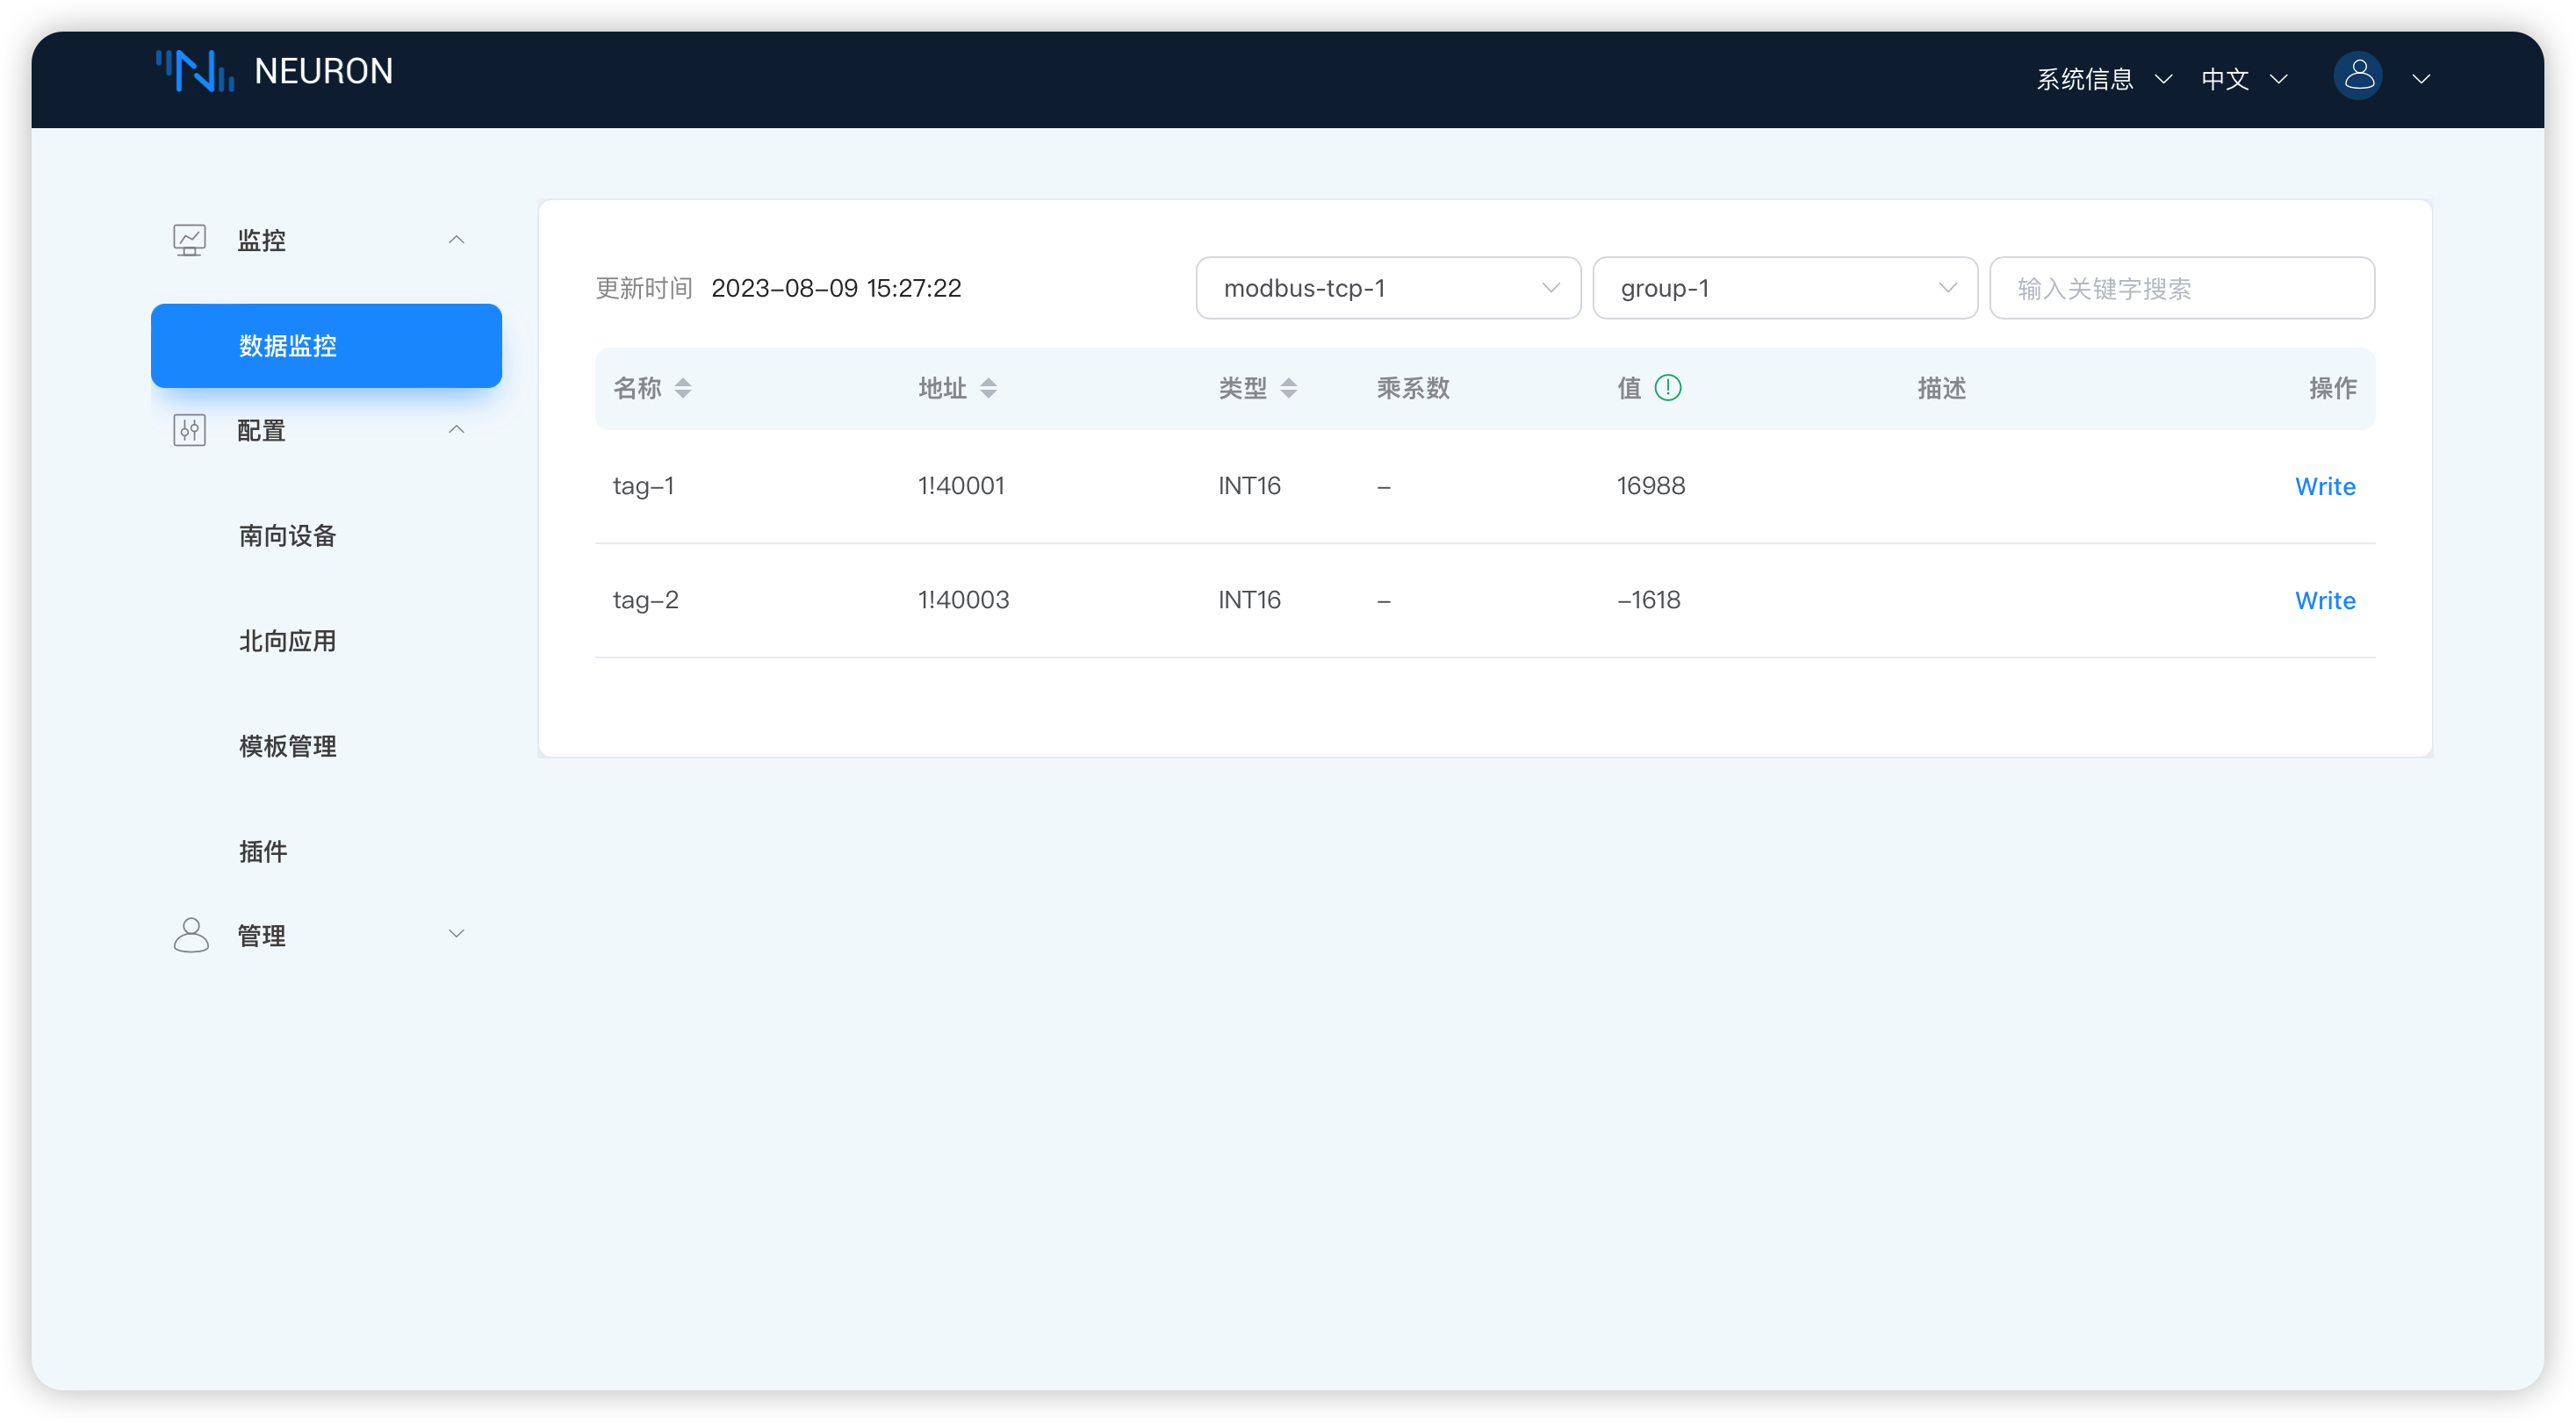 NEURON
系统信息 中文
监控
数据监控
配置
南向设备
北向应用
模板管理
插件
管理
更新时间 2023-08-09 15:27:22 modbus-tcp-1 group-1 输入关键字搜索
名称 地址 类型 乘系数 值 描述 操作
tag-1 1!40001 INT16 - 16988 Write
tag-2 1!40003 INT16 - -1618 Write